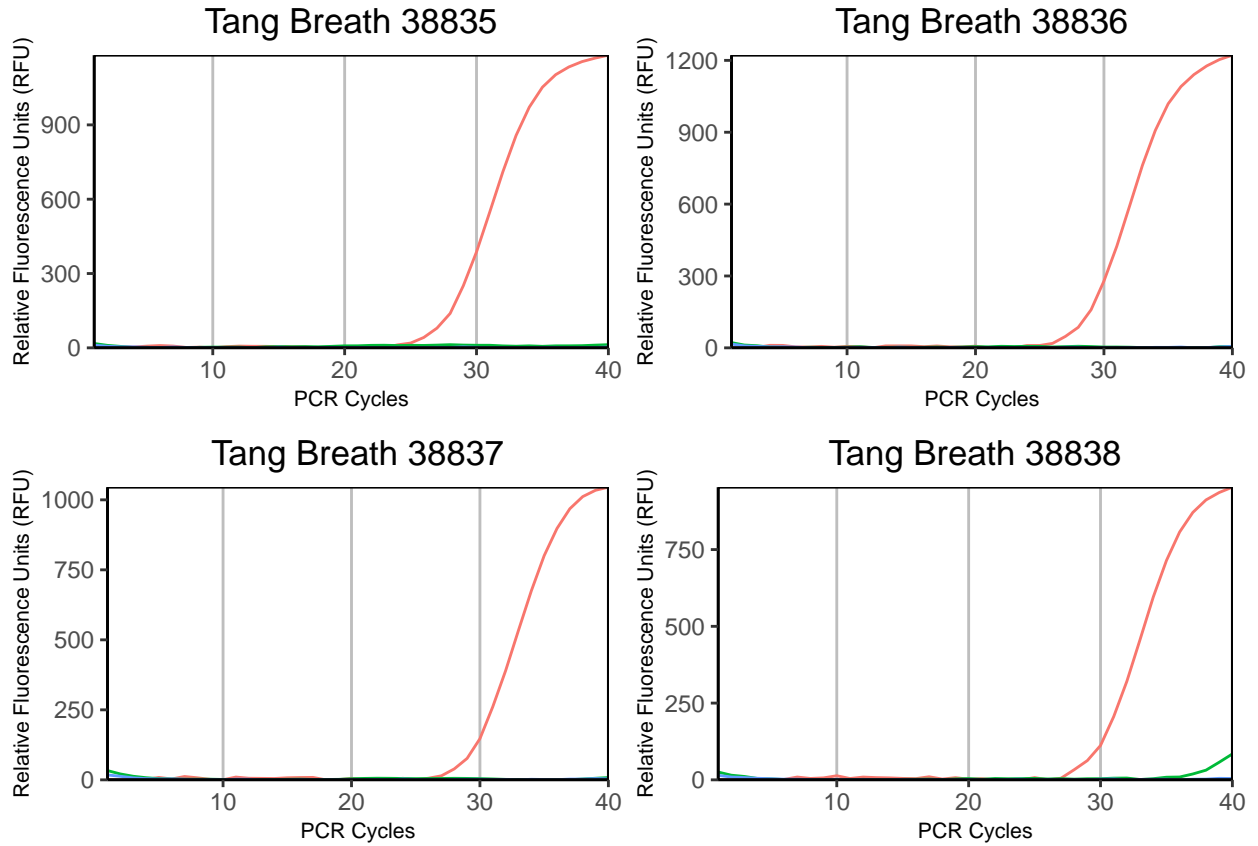 Tang Breath 38835
Relative Fluorescence Units (RFU)
900
600
300
0
10 20 30 40
PCR Cycles
Tang Breath 38836
Relative Fluorescence Units (RFU)
1200
900
600
300
0
10 20 30 40
PCR Cycles
Tang Breath 38837
Relative Fluorescence Units (RFU)
1000
750
500
250
0
10 20 30 40
PCR Cycles
Tang Breath 38838
Relative Fluorescence Units (RFU)
750
500
250
0
10 20 30 40
PCR Cycles